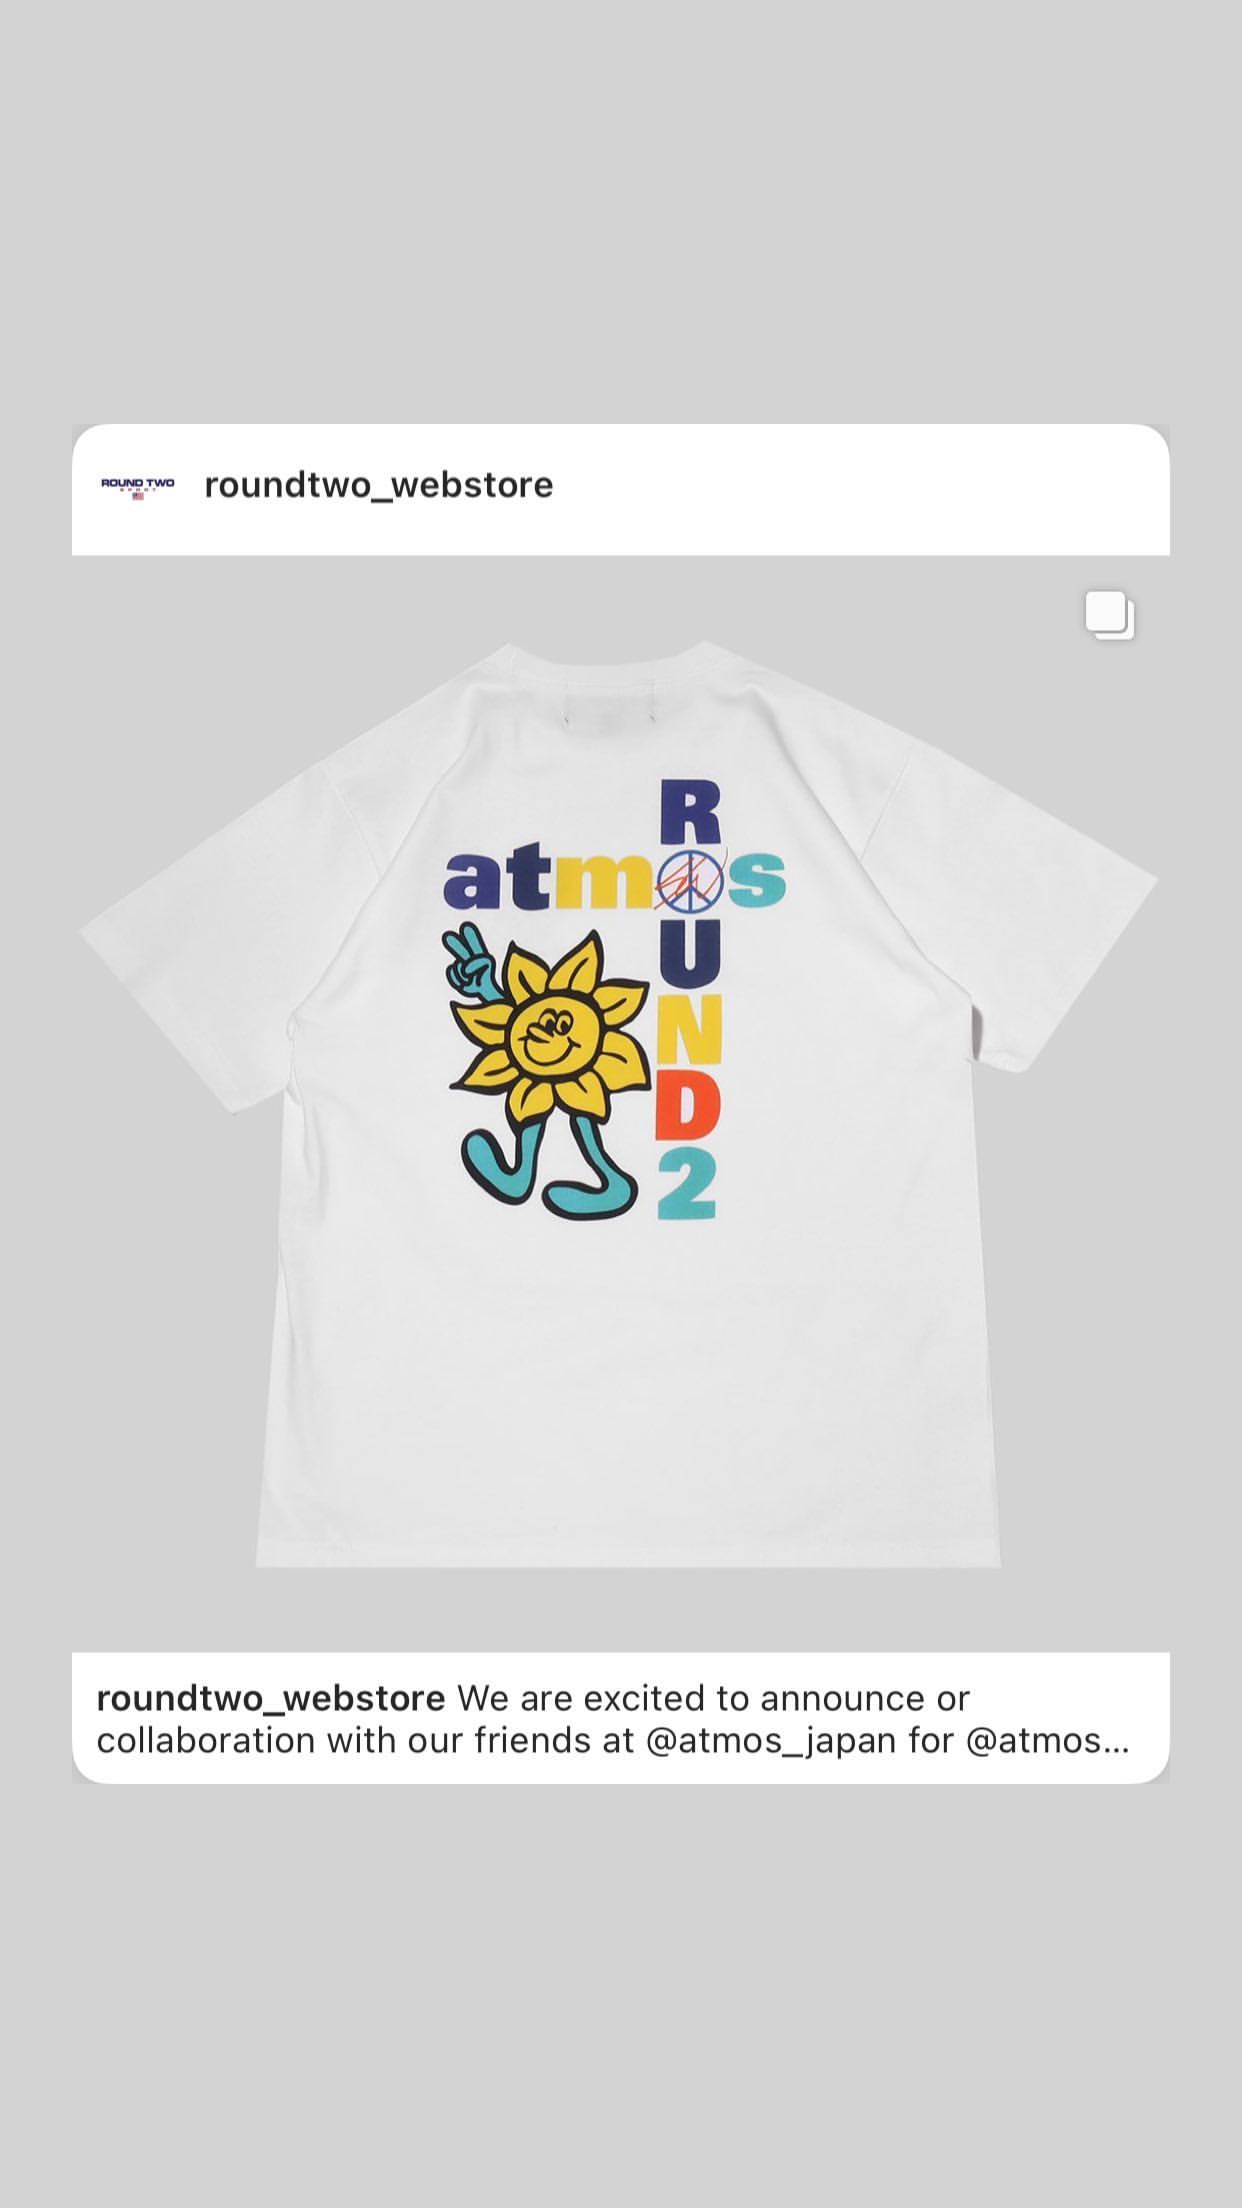 ROUND TWO
SPORT
roundtwo_webstore
atmos
ROUND2
roundtwo_webstore We are excited to announce or
collaboration with our friends at @atmos_japan for @atmos...